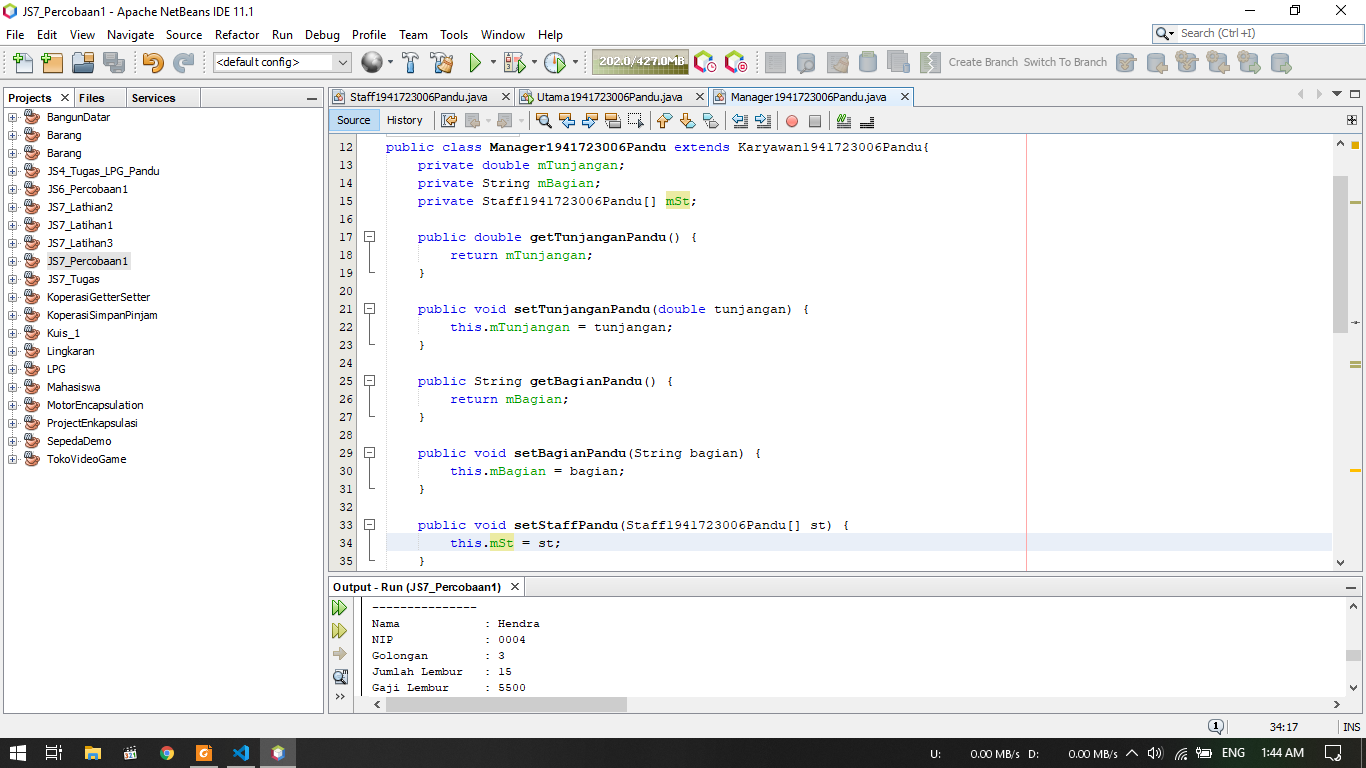 JS7_Percobaan1 - Apache NetBeans IDE 11.1
File Edit View Navigate Source Refactor Run Debug Profile Team Tools Window Help
Search (Ctrl+I)
<default config>
202.0/427.0MB
Create Branch Switch To Branch
Projects Files Services
BangunDatar
Barang
Barang
JS4_Tugas_LPG_Pandu
JS6_Percobaan1
JS7_Lathian2
JS7_Latihan1
JS7_Latihan3
JS7_Percobaan1
JS7_Tugas
KoperasiGetterSetter
KoperasiSimpanPinjam
Kuis_1
Lingkaran
LPG
Mahasiswa
MotorEncapsulation
ProjectEnkapsulasi
SepedaDemo
TokoVideoGame
Staff1941723006Pandu.java Utama1941723006Pandu.java Manager1941723006Pandu.java
Source History
12 public class Manager1941723006Pandu extends Karyawan1941723006Pandu{
13 private double mTunjangan;
14 private String mBagian;
15 private Staff1941723006Pandu[] mSt;
16
17 public double getTunjanganPandu() {
18 return mTunjangan;
19 }
20
21 public void setTunjanganPandu(double tunjangan) {
22 this.mTunjangan = tunjangan;
23 }
24
25 public String getBagianPandu() {
26 return mBagian;
27 }
28
29 public void setBagianPandu(String bagian) {
30 this.mBagian = bagian;
31 }
32
33 public void setStaffPandu(Staff1941723006Pandu[] st) {
34 this.mSt = st;
35 }
Output - Run (JS7_Percobaan1)
---------------
Nama : Hendra
NIP : 0004
Golongan : 3
Jumlah Lembur : 15
Gaji Lembur : 5500
1 34:17 INS
U: 0.00 MB/s D: 0.00 MB/s ENG 1:44 AM